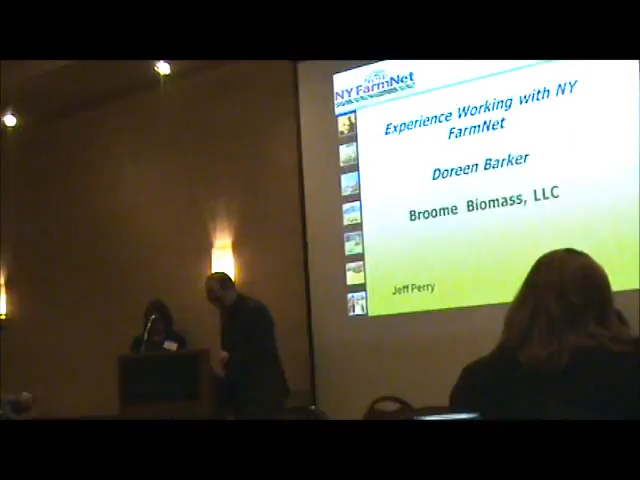 NY FarmNet
Experience Working with NY
FarmNet
Doreen Barker
Broome Biomass, LLC
Jeff Perry